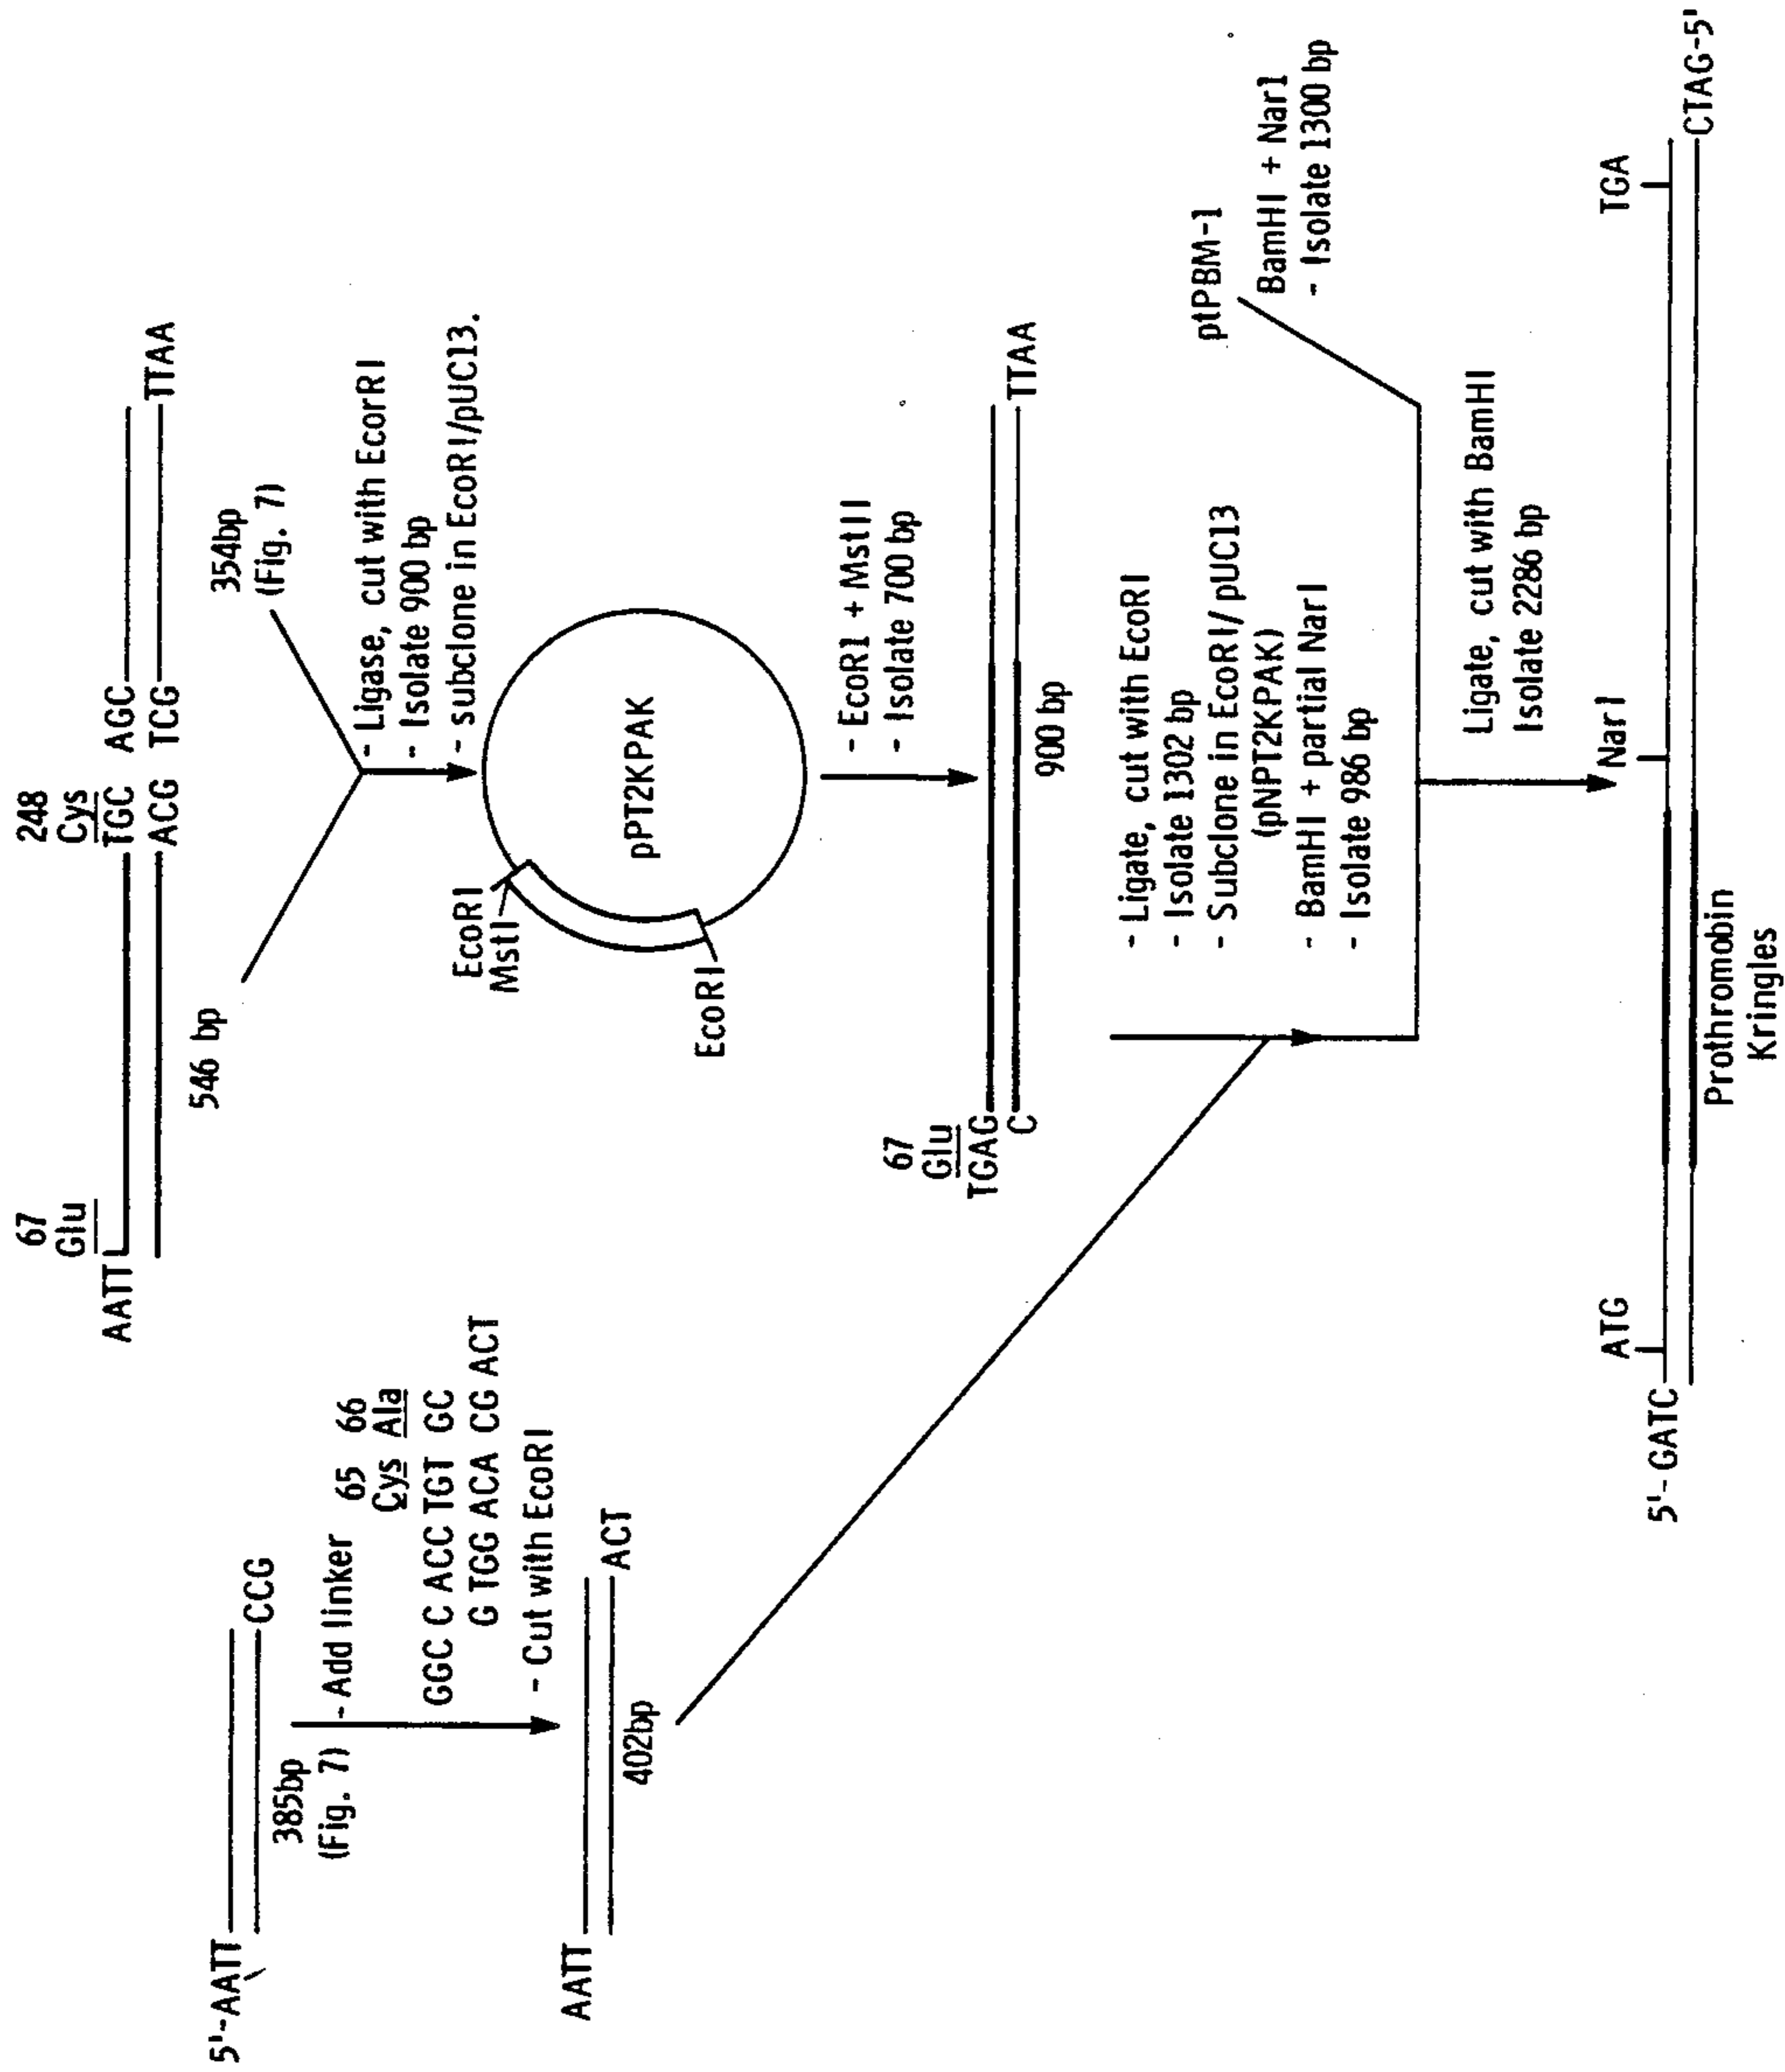 67
Glu
AATT
248
Cys
TGC AGC
ACG TCG
TTAA
546 bp
354bp
(Fig. 7)
- Ligase, cut with EcorRI
- Isolate 900 bp
- subclone in EcoRI/pUC13.
EcoRI
MstI
EcoRI
pPT2KPAK
- EcoR1 + MstII
- Isolate 700 bp
5'-AATT
CCG
385bp
(Fig. 7)
- Add linker
65 66
Cys Ala
GGC C ACC TGT GC
G TGG ACA CG ACT
- Cut with EcoRI
AATT
ACT
402bp
67
Glu
TGAG
C
TTAA
900 bp
- Ligate, cut with EcoRI
- Isolate 1302 bp
- Subclone in EcoRI/pUC13
(pNPT2KPAK)
- BamHI + partial NarI
- Isolate 986 bp
ptPBM-1
BamHI + Nar1
- Isolate 1300 bp
Ligate, cut with BamHI
Isolate 2286 bp
5'-GATC
ATG
NarI
TGA
CTAG-5'
Prothromobin
Kringles